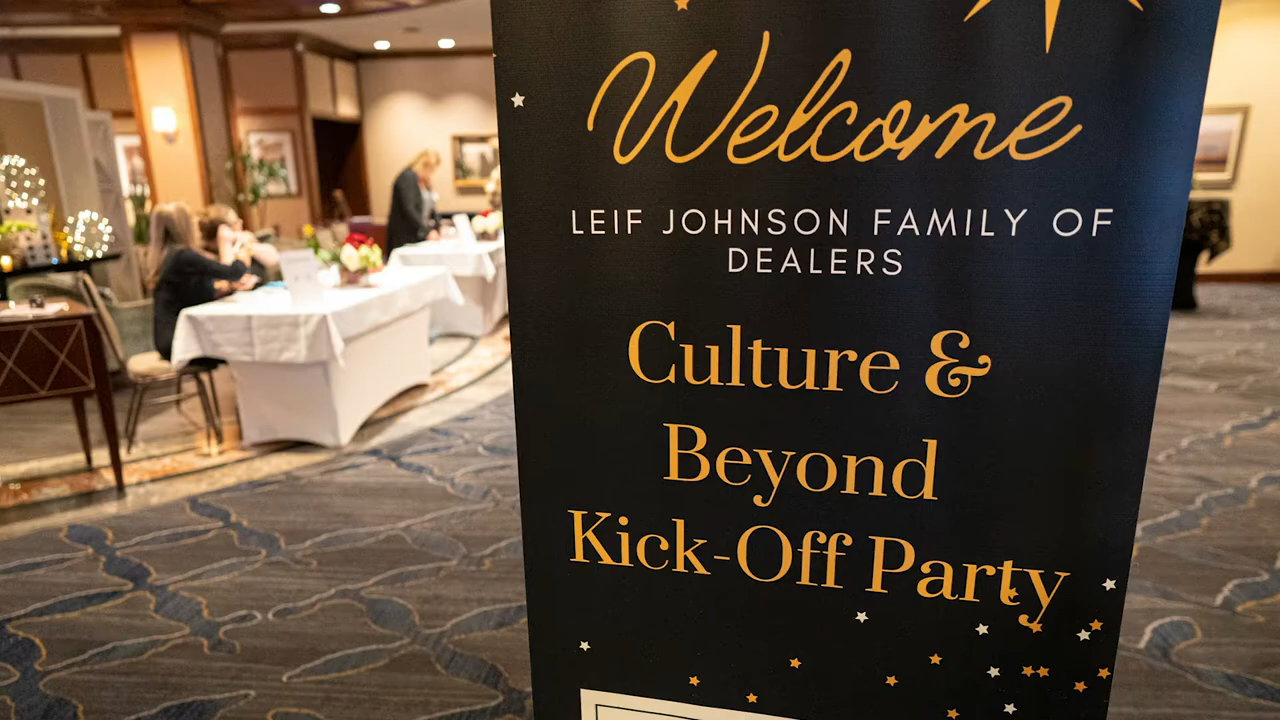 Welcome
LEIF JOHNSON FAMILY OF
DEALERS
Culture &
Beyond
Kick-Off Party